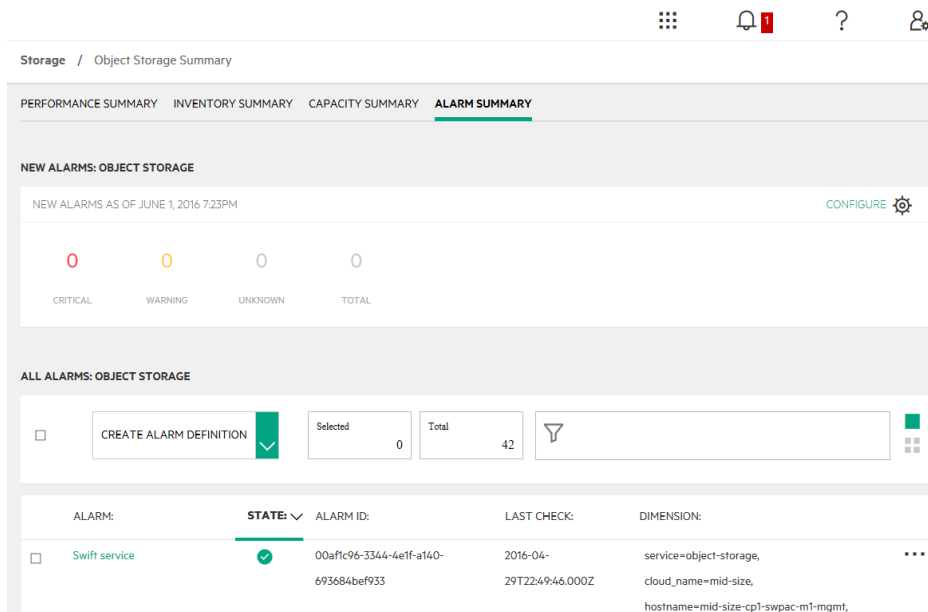 1
?
Storage / Object Storage Summary
PERFORMANCE SUMMARY INVENTORY SUMMARY CAPACITY SUMMARY ALARM SUMMARY
NEW ALARMS: OBJECT STORAGE
NEW ALARMS AS OF JUNE 1, 2016 7:23PM CONFIGURE
0 0 0 0
CRITICAL WARNING UNKNOWN TOTAL
ALL ALARMS: OBJECT STORAGE
CREATE ALARM DEFINITION
Selected
0
Total
42
ALARM: STATE: ALARM ID: LAST CHECK: DIMENSION:
Swift service 00af1c96-3344-4e1f-a140- 2016-04- service=object-storage,
693684bef933 29T22:49:46.000Z cloud_name=mid-size,
hostname=mid-size-cp1-swpac-m1-mgmt,